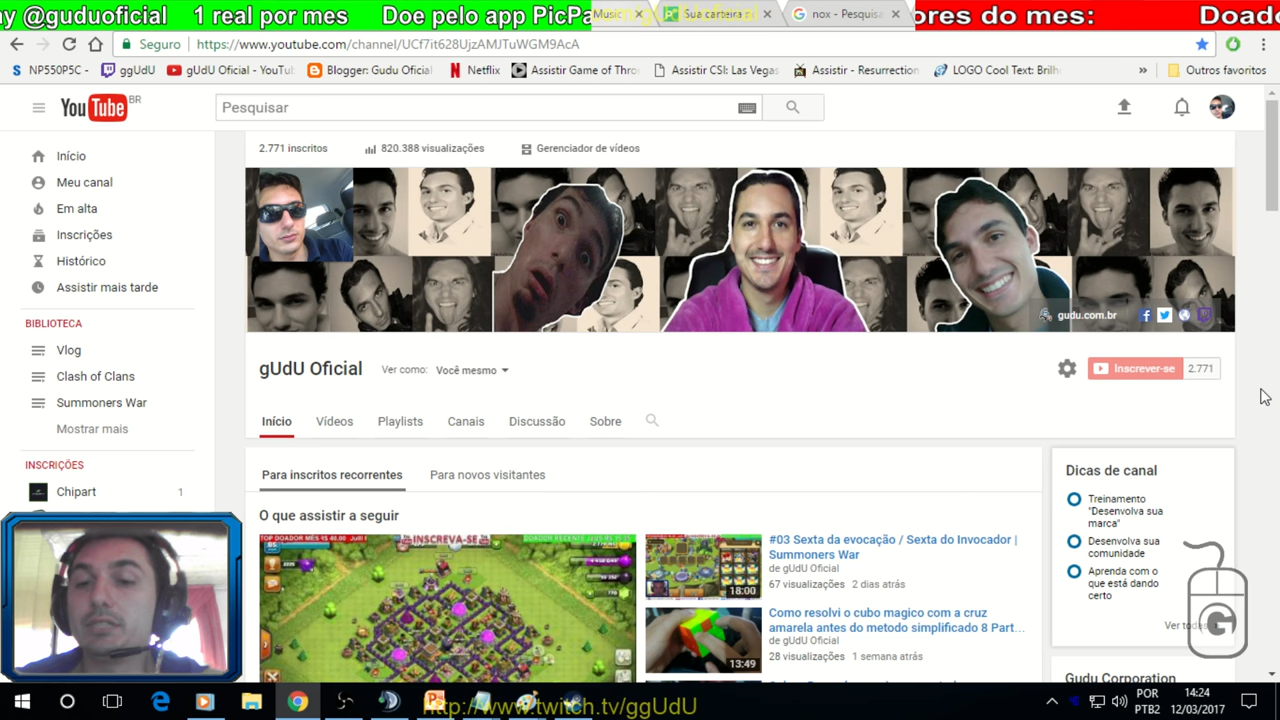 ay @guduoficial 1 real por mes Doe pelo app PicPa
Music
Sua carteira
nox - Pesquisa
ores do mes: Doado
Seguro https://www.youtube.com/channel/UCf7it628UjzAMJTuWGM9AcA
NP550P5C - ggUdU gUdU Oficial - YouTu Blogger: Gudu Oficial Netflix Assistir Game of Thro Assistir CSI: Las Vegas Assistir - Resurrection LOGO Cool Text: Brilh » Outros favoritos
YouTube BR
Pesquisar
2.771 inscritos 820.388 visualizações Gerenciador de vídeos
Início
Meu canal
Em alta
Inscrições
Histórico
Assistir mais tarde
BIBLIOTECA
Vlog
Clash of Clans
Summoners War
Mostrar mais
INSCRIÇÕES
Chipart 1
gudu.com.br
gUdU Oficial Ver como: Você mesmo
Inscrever-se 2.771
Início Vídeos Playlists Canais Discussão Sobre
Para inscritos recorrentes Para novos visitantes
O que assistir a seguir
INSCREVA-SE
18:00
#03 Sexta da evocação / Sexta do Invocador |
Summoners War
de gUdU Oficial
67 visualizações 2 dias atrás
13:49
Como resolvi o cubo magico com a cruz
amarela antes do metodo simplificado 8 Part...
de gUdU Oficial
28 visualizações 1 semana atrás
Dicas de canal
Treinamento
"Desenvolva sua
marca"
Desenvolva sua
comunidade
Aprenda com o
que está dando
certo
Ver todas
Gudu Corporation
http://www.twitch.tv/ggUdU
POR
PTB2
14:24
12/03/2017